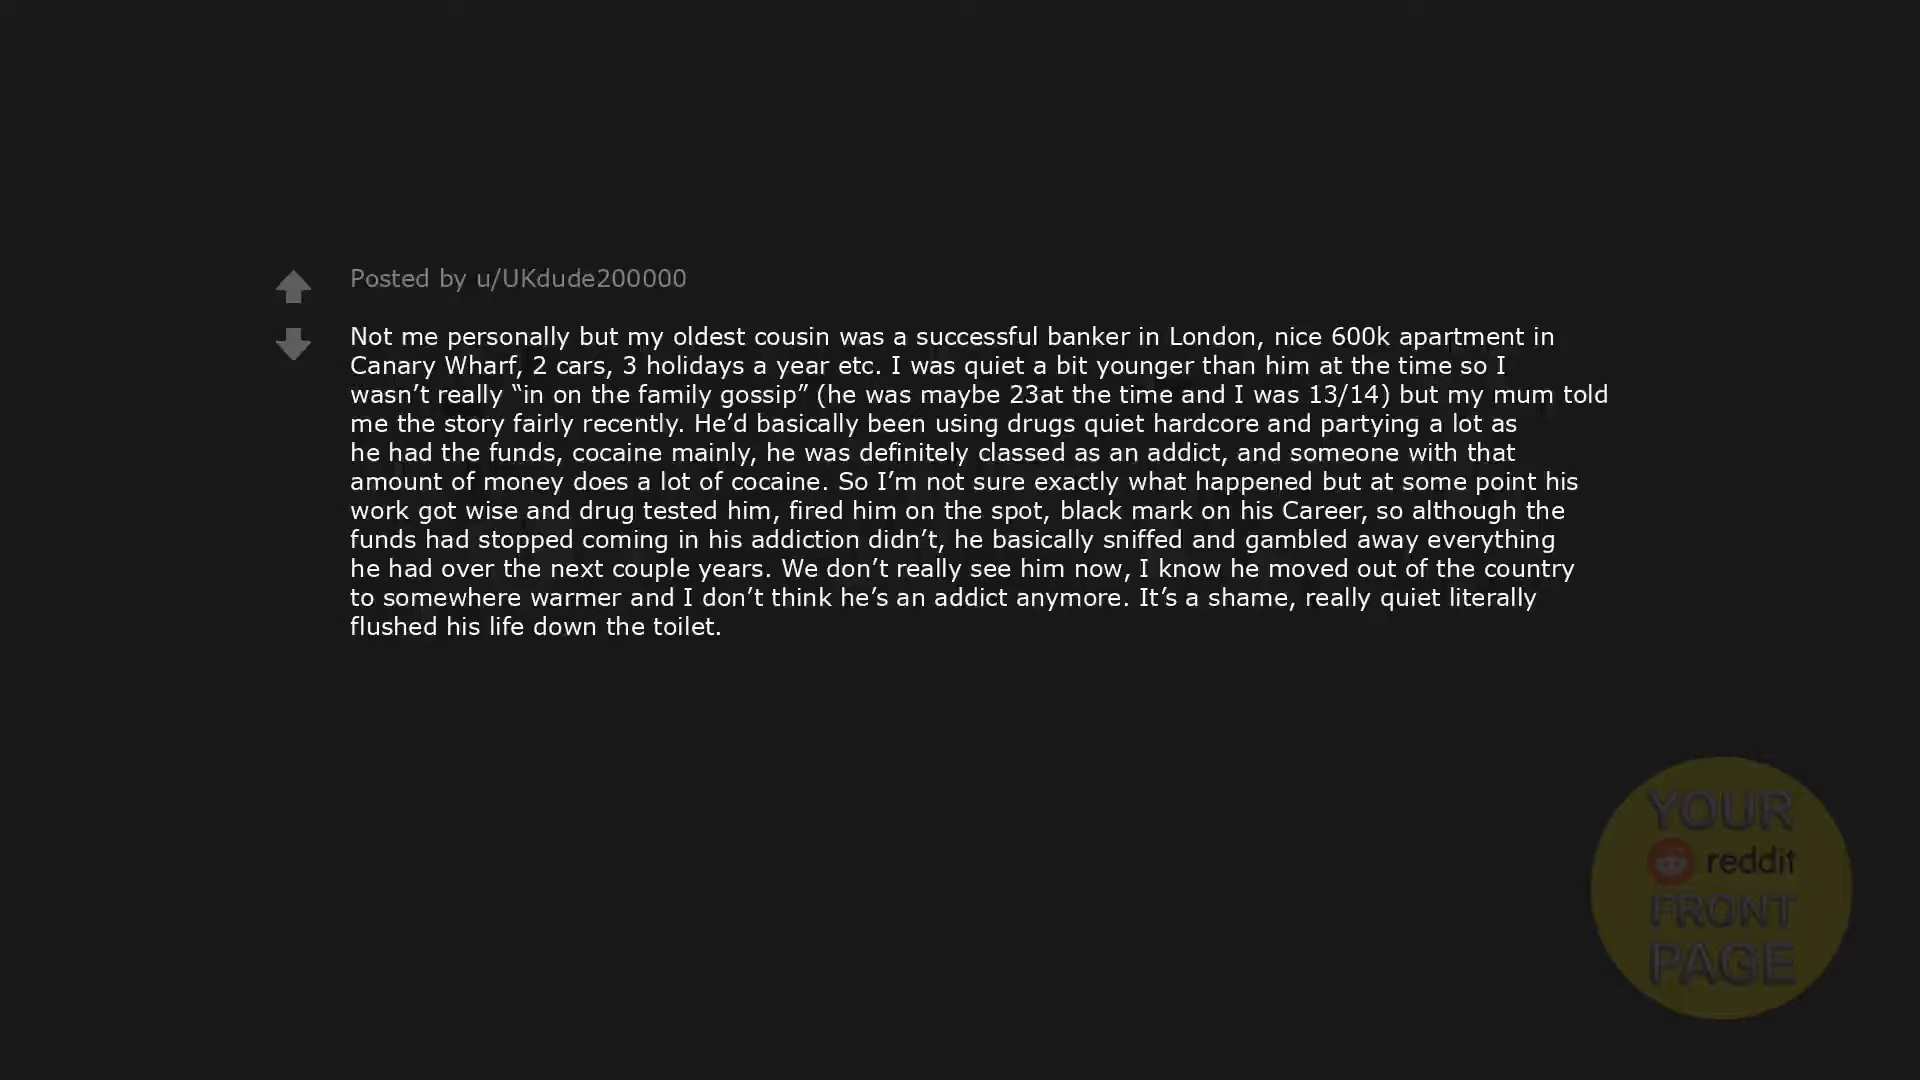 Posted by u/UKdude200000
Not me personally but my oldest cousin was a successful banker in London, nice 600k apartment in
Canary Wharf, 2 cars, 3 holidays a year etc. I was quiet a bit younger than him at the time so I
wasn’t really “in on the family gossip” (he was maybe 23at the time and I was 13/14) but my mum told
me the story fairly recently. He’d basically been using drugs quiet hardcore and partying a lot as
he had the funds, cocaine mainly, he was definitely classed as an addict, and someone with that
amount of money does a lot of cocaine. So I’m not sure exactly what happened but at some point his
work got wise and drug tested him, fired him on the spot, black mark on his Career, so although the
funds had stopped coming in his addiction didn’t, he basically sniffed and gambled away everything
he had over the next couple years. We don’t really see him now, I know he moved out of the country
to somewhere warmer and I don’t think he’s an addict anymore. It’s a shame, really quiet literally
flushed his life down the toilet.
YOUR
reddit
FRONT
PAGE